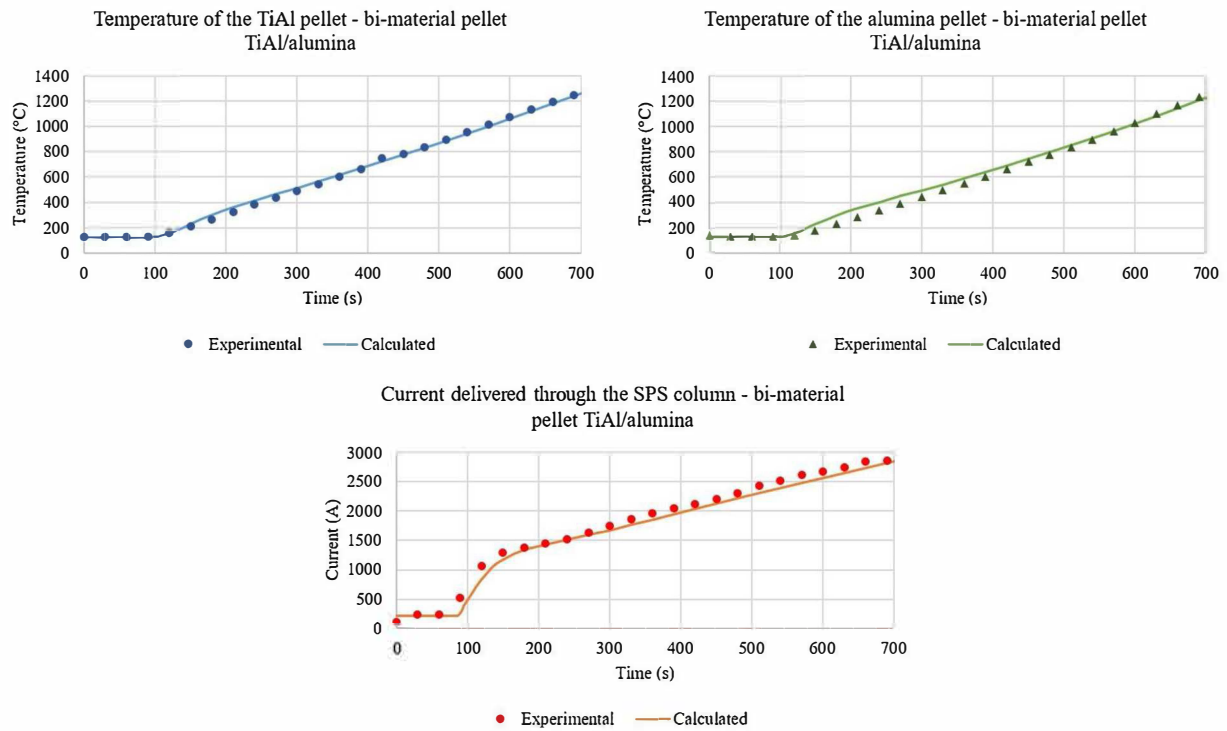 Temperature of the TiAl pellet - bi-material pellet
TiAl/alumina
Temperature (°C)
1400
1200
1000
800
600
400
200
0
0 100 200 300 400 500 600 700
Time (s)
Experimental Calculated
Temperature of the alumina pellet - bi-material pellet
TiAl/alumina
Temperature (°C)
1400
1200
1000
800
600
400
200
0
0 100 200 300 400 500 600 700
Time (s)
Experimental Calculated
Current delivered through the SPS column - bi-material
pellet TiAl/alumina
Current (A)
3000
2500
2000
1500
1000
500
0
0 100 200 300 400 500 600 700
Time (s)
Experimental Calculated